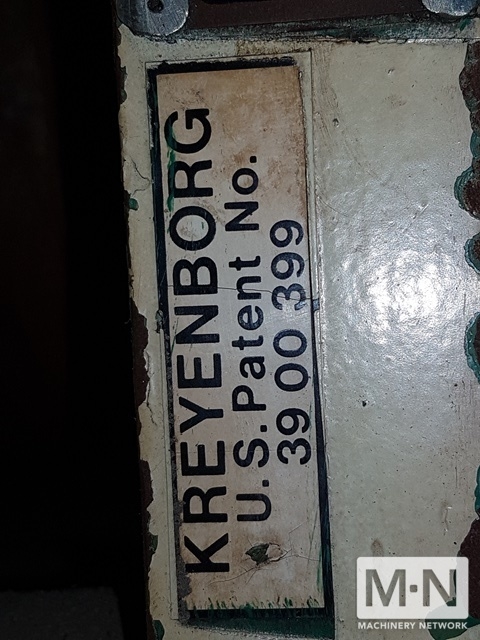 KREYENBORG
U.S. Patent No.
39 00 399
M·N
MACHINERY NETWORK